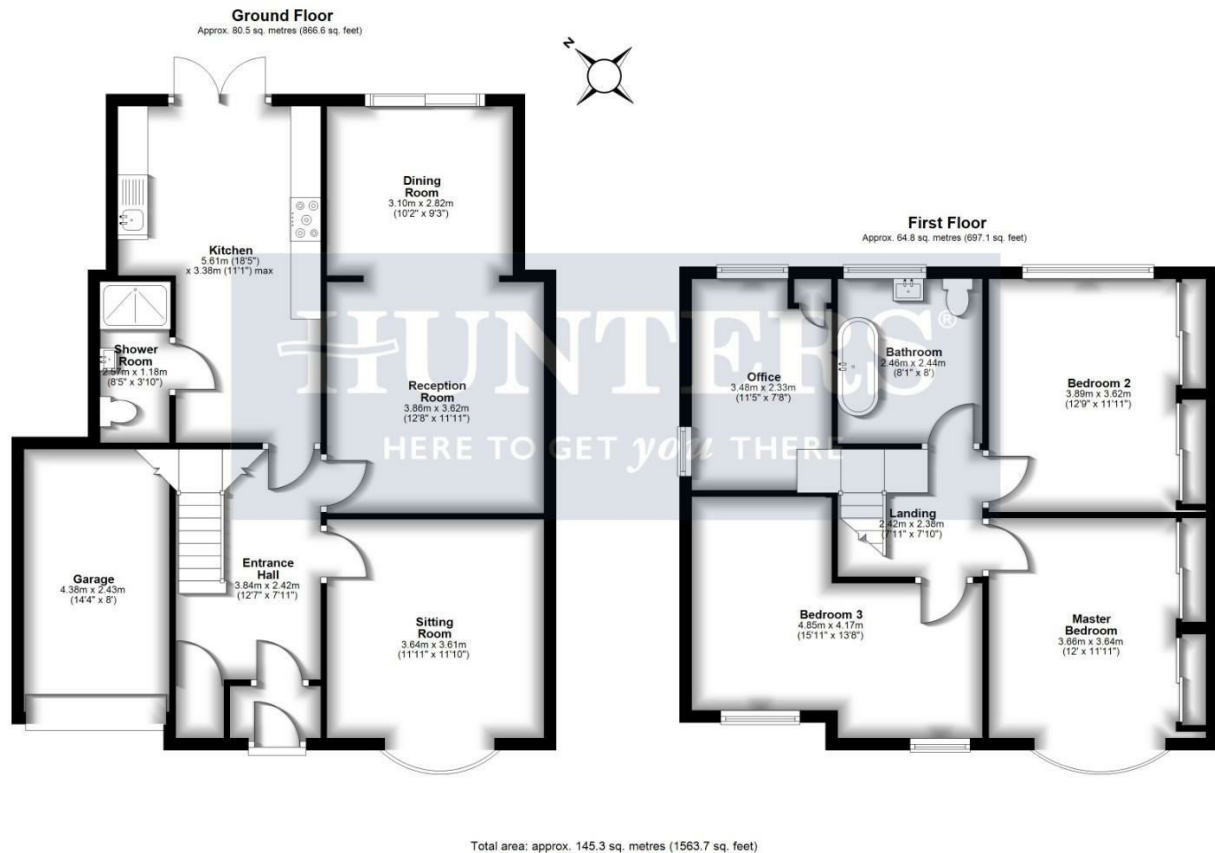 Ground Floor
Approx. 80.5 sq. metres (866.6 sq. feet)
N
Dining
Room
3.10m x 2.82m
(10'2" x 9'3")
Kitchen
5.61m (18'5")
x 3.38m (11'1") max
Shower
Room
2.57m x 1.18m
(8'5" x 3'10")
Reception
Room
3.86m x 3.62m
(12'8" x 11'11")
Garage
4.38m x 2.43m
(14'4" x 8')
Entrance
Hall
3.84m x 2.42m
(12'7" x 7'11")
Sitting
Room
3.64m x 3.61m
(11'11" x 11'10")
First Floor
Approx. 64.8 sq. metres (697.1 sq. feet)
Office
3.48m x 2.33m
(11'5" x 7'8")
Bathroom
2.46m x 2.44m
(8'1" x 8')
Bedroom 2
3.89m x 3.62m
(12'9" x 11'11")
Landing
2.42m x 2.38m
(7'11" x 7'10")
Bedroom 3
4.85m x 4.17m
(15'11" x 13'8")
Master
Bedroom
3.66m x 3.64m
(12' x 11'11")
HUNTERS®
HERE TO GET you THERE
Total area: approx. 145.3 sq. metres (1563.7 sq. feet)